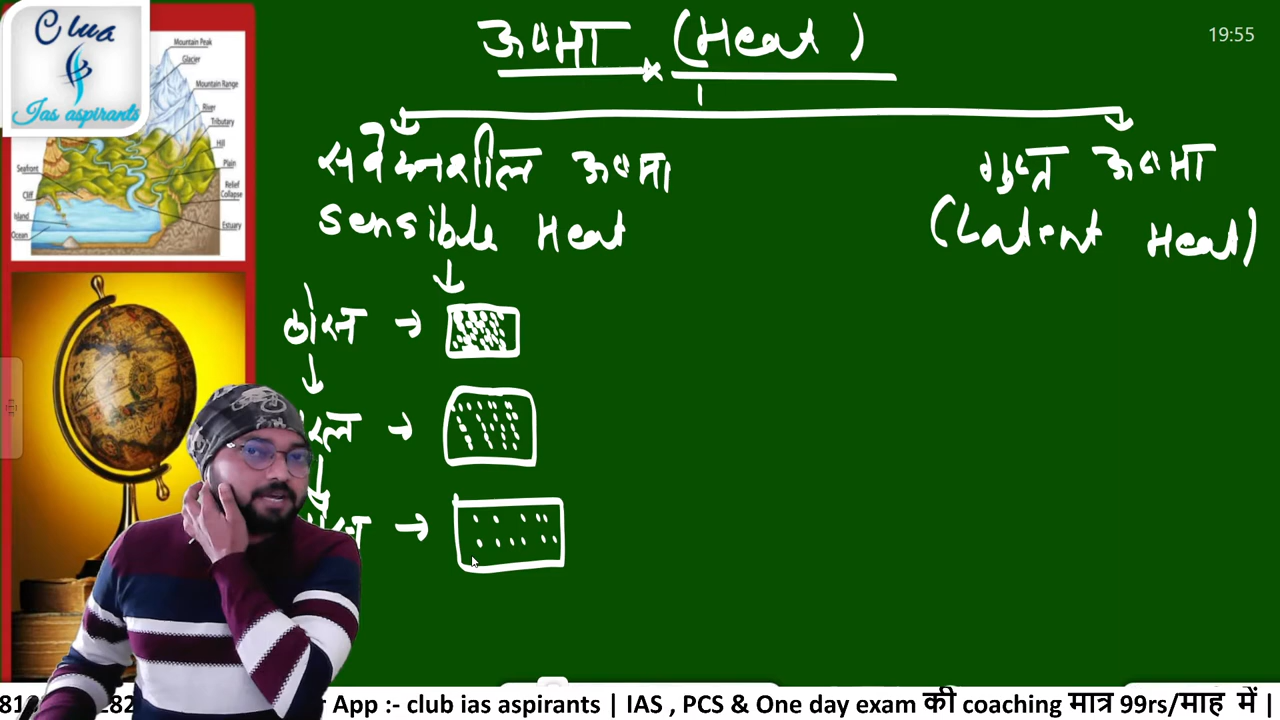 Clua
Ias aspirants
Mountain Peak
Glacier
Mountain Range
River
Tributary
Hill
Plain
Seafront
Relief
Collapse
Cliff
Island
Ocean
Estuary
19:55
ऊष्मा (Heat)
संवेदनशील ऊष्मा
Sensible Heat
गुप्त ऊष्मा
(Latent Heat)
ठोस →
→
→
App :- club ias aspirants | IAS , PCS & One day exam की coaching मात्र 99rs/माह में |